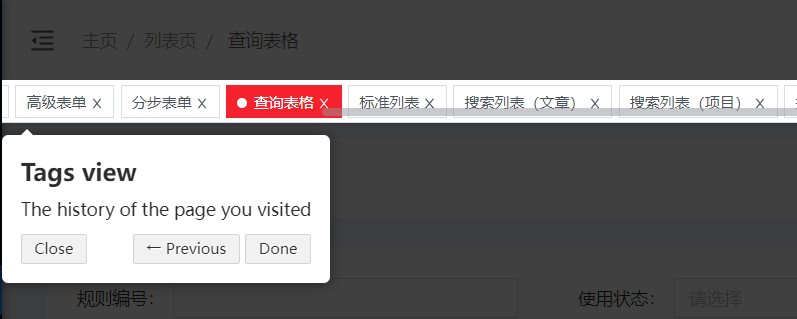 主页 / 列表页 / 查询表格
高级表单 X 分步表单 X 查询表格 X 标准列表 X 搜索列表（文章） X 搜索列表（项目） X
Tags view
The history of the page you visited
Close ← Previous Done
规则编号： 使用状态： 请选择